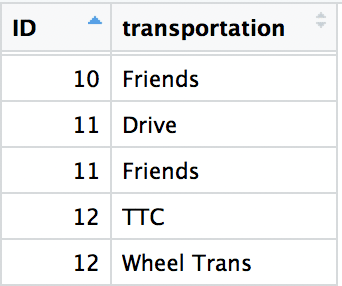 ID transportation
10 Friends
11 Drive
11 Friends
12 TTC
12 Wheel Trans